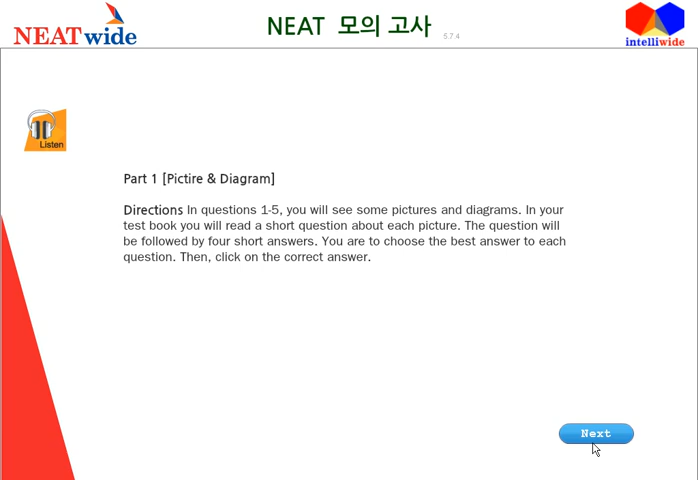 NEATwide
NEAT 모의 고사
5.7.4
intelliwide
Listen
Part 1 [Pictire & Diagram]
Directions In questions 1-5, you will see some pictures and diagrams. In your
test book you will read a short question about each picture. The question will
be followed by four short answers. You are to choose the best answer to each
question. Then, click on the correct answer.
Next